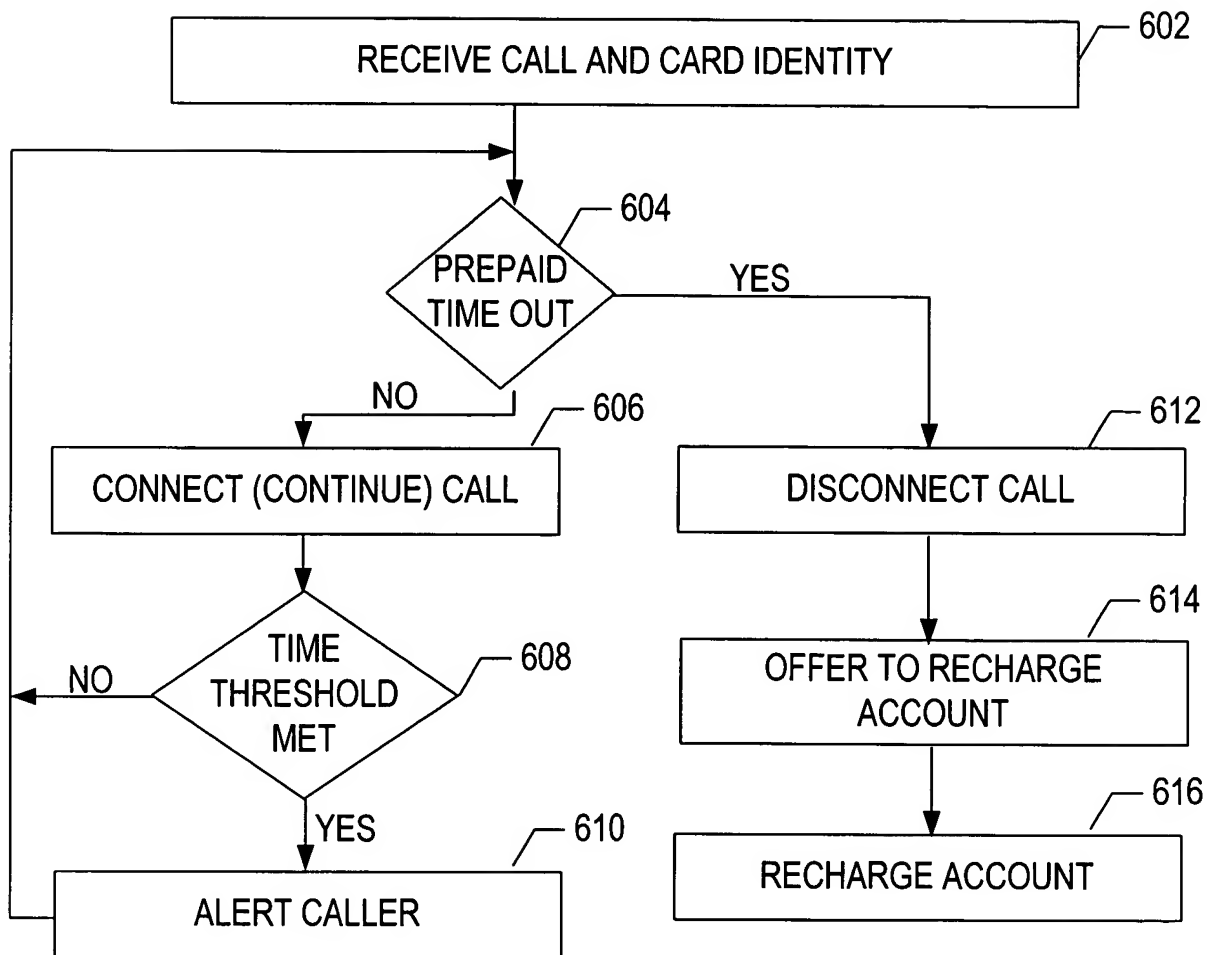 RECEIVE CALL AND CARD IDENTITY
602
604
PREPAID
TIME OUT
YES
NO
606
612
CONNECT (CONTINUE) CALL
DISCONNECT CALL
614
TIME
THRESHOLD
MET
608
NO
OFFER TO RECHARGE
ACCOUNT
616
YES
610
RECHARGE ACCOUNT
ALERT CALLER